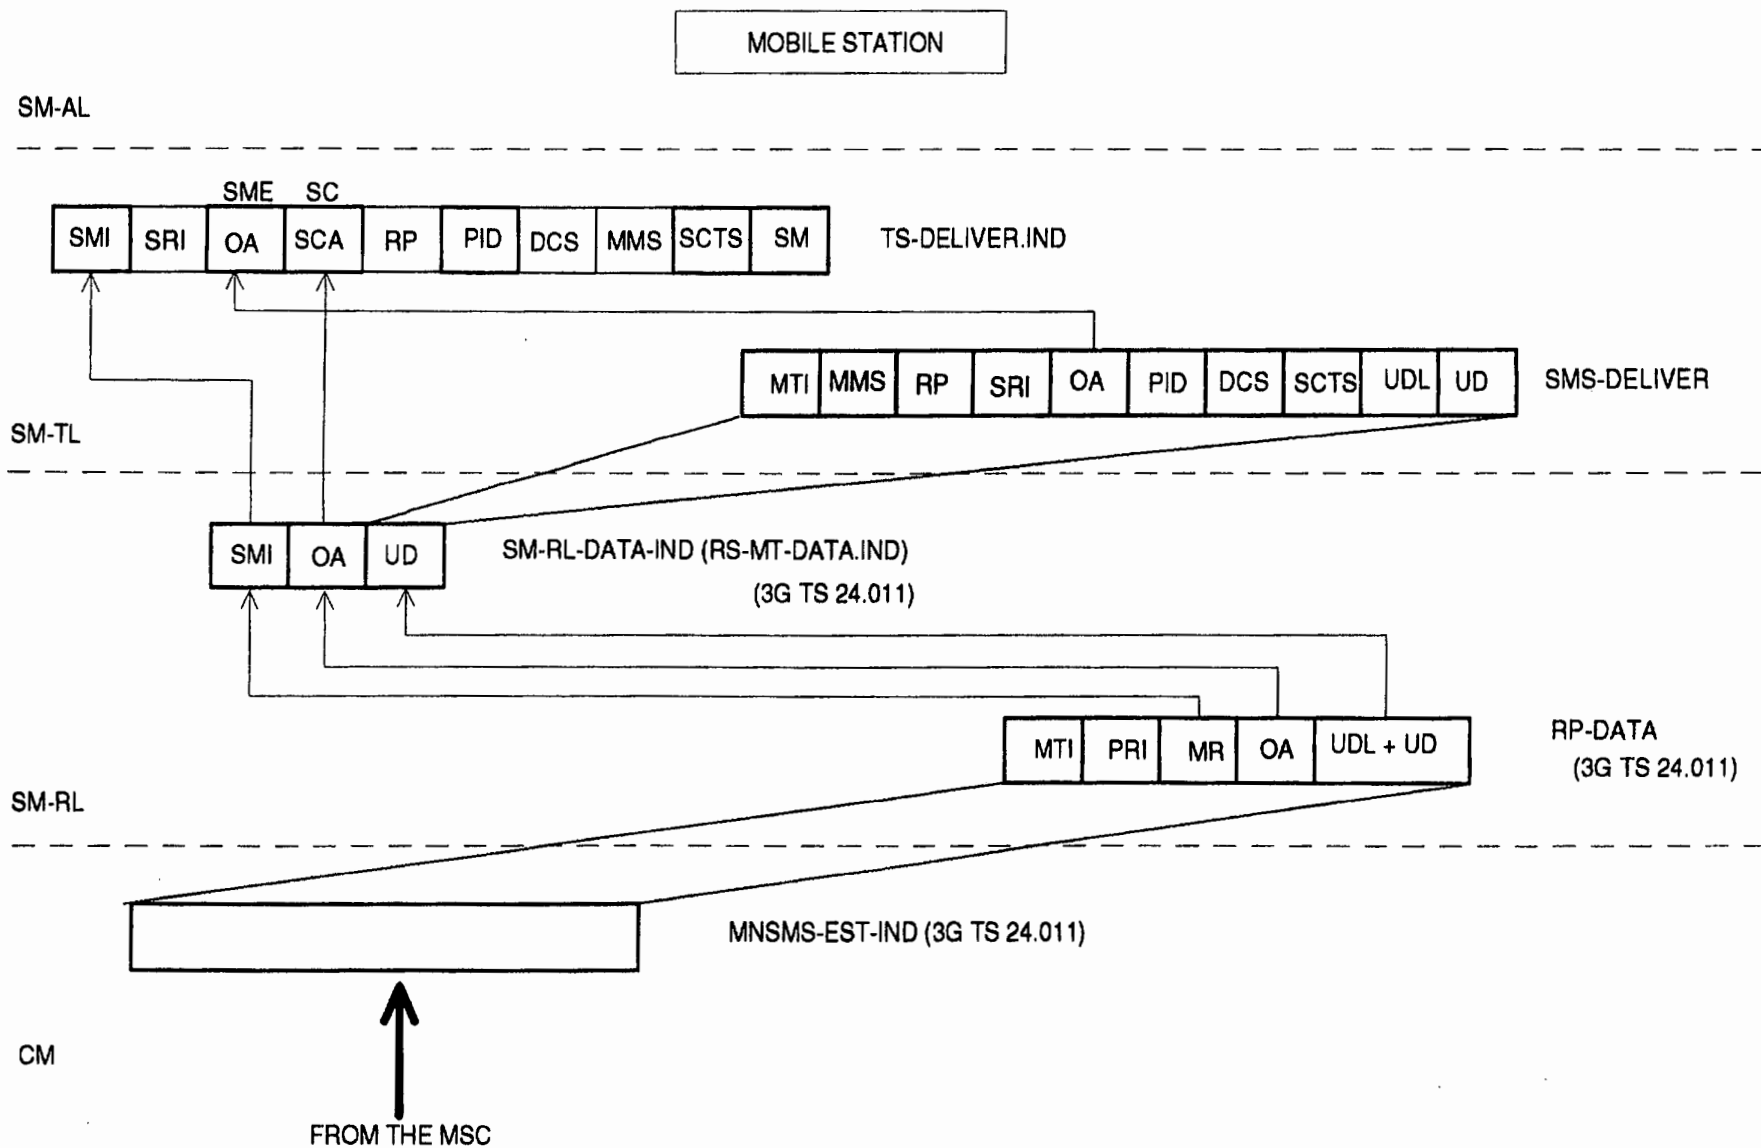 MOBILE STATION
SM-AL
SME SC
SMI SRI OA SCA RP PID DCS MMS SCTS SM TS-DELIVER.IND
MTI MMS RP SRI OA PID DCS SCTS UDL UD SMS-DELIVER
SM-TL
SMI OA UD SM-RL-DATA-IND (RS-MT-DATA.IND)
(3G TS 24.011)
MTI PRI MR OA UDL + UD RP-DATA
(3G TS 24.011)
SM-RL
MNSMS-EST-IND (3G TS 24.011)
CM
FROM THE MSC